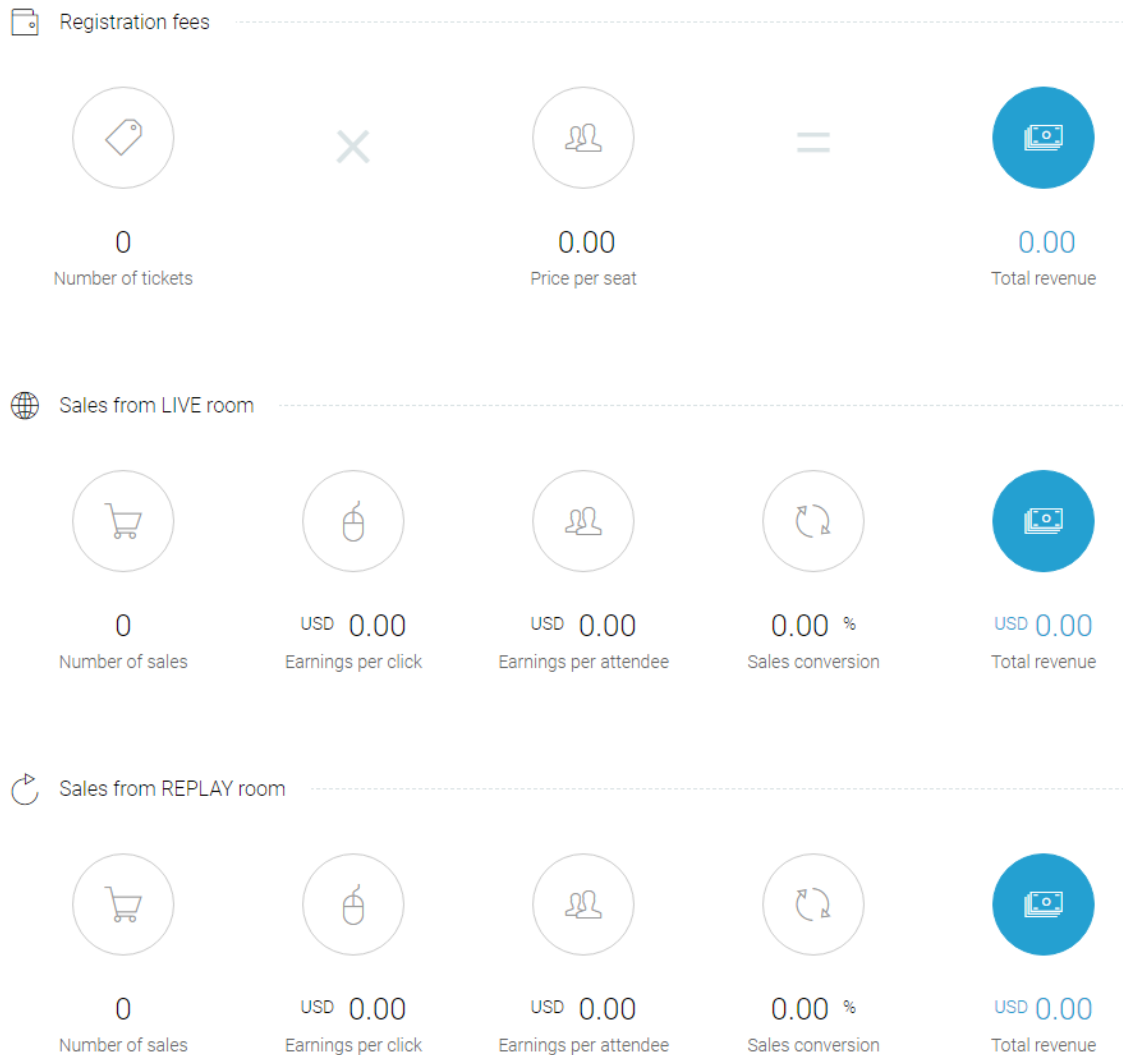 Registration fees
× =
0 0.00 0.00
Number of tickets Price per seat Total revenue
Sales from LIVE room
0 USD 0.00 USD 0.00 0.00 % USD 0.00
Number of sales Earnings per click Earnings per attendee Sales conversion Total revenue
Sales from REPLAY room
0 USD 0.00 USD 0.00 0.00 % USD 0.00
Number of sales Earnings per click Earnings per attendee Sales conversion Total revenue